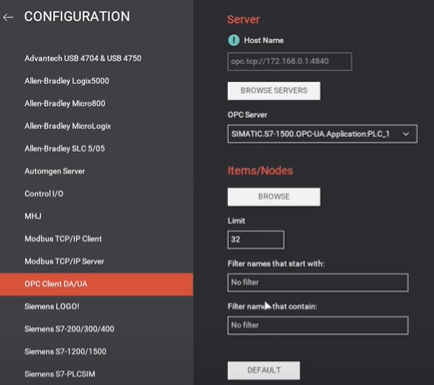 CONFIGURATION
Advantech USB 4704 & USB 4750
Allen-Bradley Logix5000
Allen-Bradley Micro800
Allen-Bradley MicroLogix
Allen-Bradley SLC 5/05
Automgen Server
Control I/O
MHJ
Modbus TCP/IP Client
Modbus TCP/IP Server
OPC Client DA/UA
Siemens LOGO!
Siemens S7-200/300/400
Siemens S7-1200/1500
Siemens S7-PLCSIM
Server
Host Name
opc.tcp://172.168.0.1:4840
BROWSE SERVERS
OPC Server
SIMATIC.S7-1500.OPC-UA.Application:PLC_1
Items/Nodes
BROWSE
Limit
32
Filter names that start with:
No filter
Filter names that contain:
No filter
DEFAULT